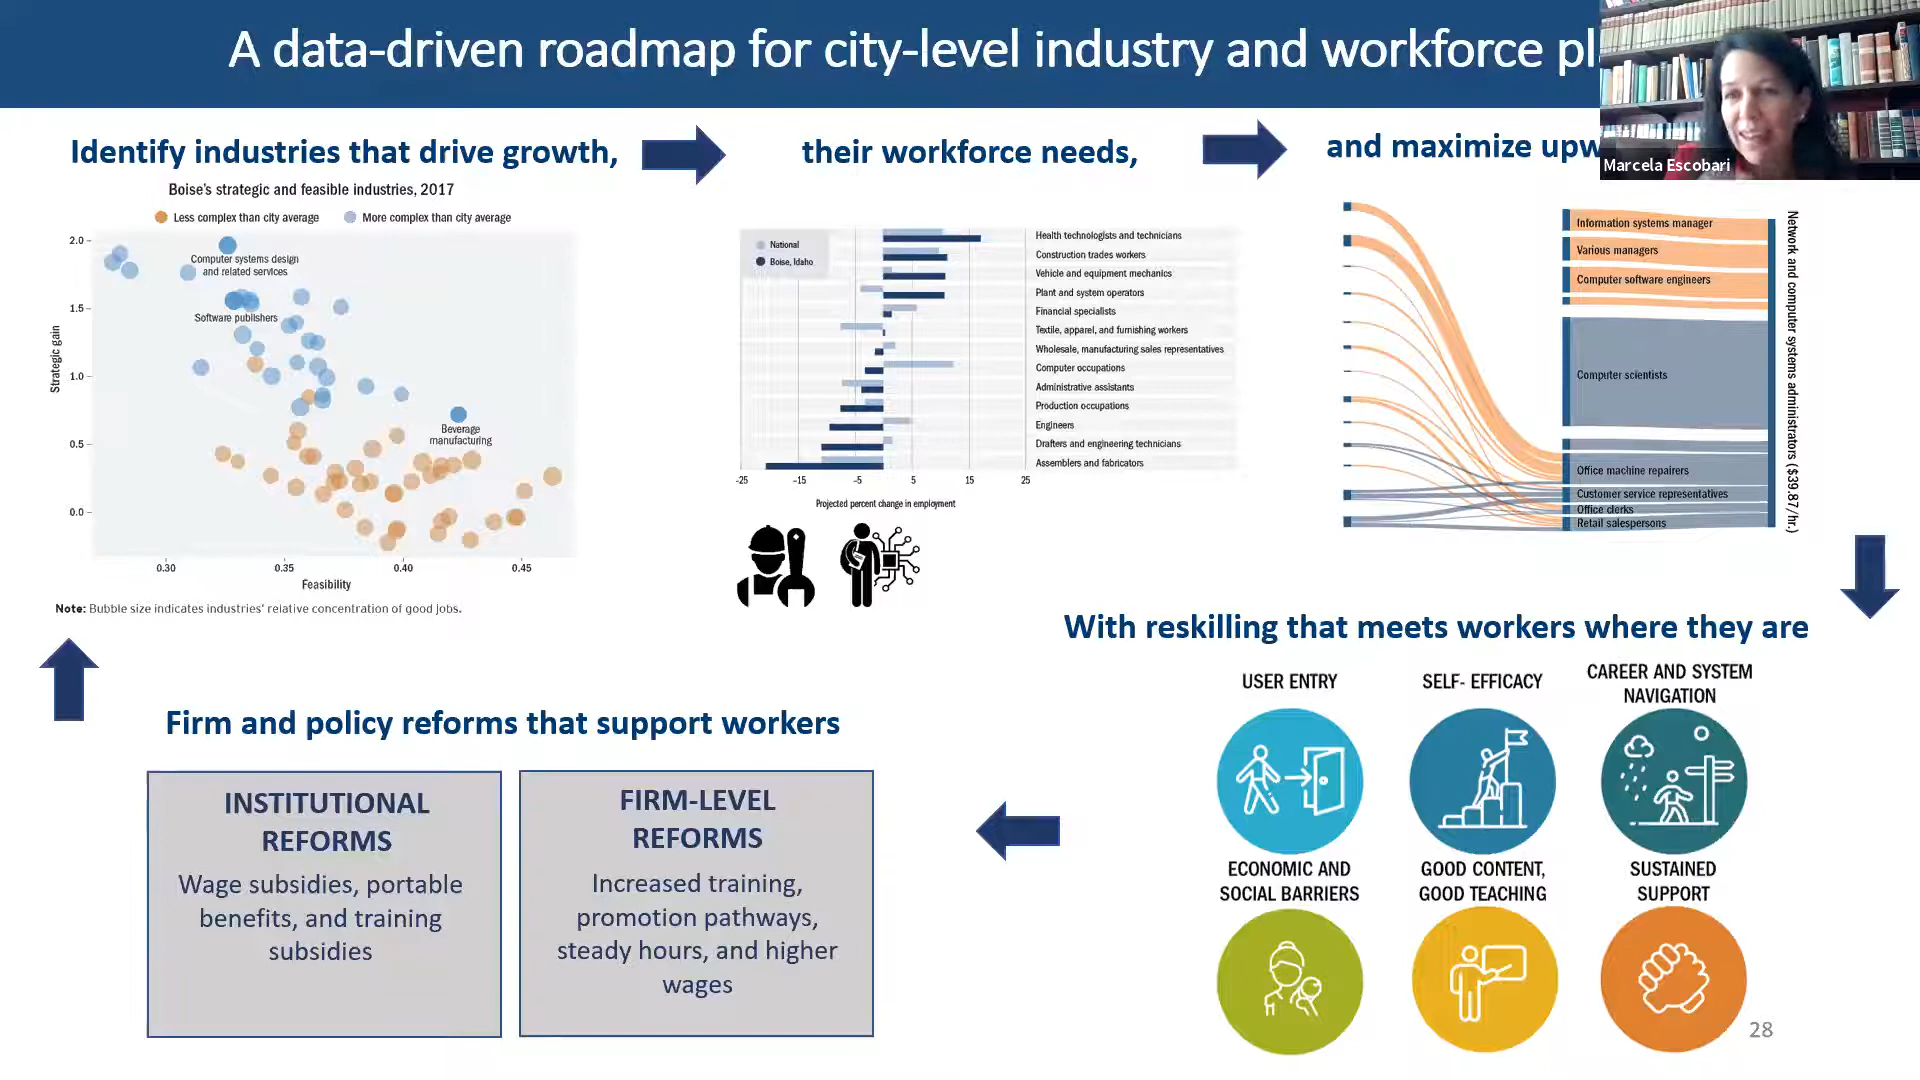 A data-driven roadmap for city-level industry and workforce pl
Marcela Escobari
Identify industries that drive growth,
their workforce needs,
and maximize upw
Boise's strategic and feasible industries, 2017
Less complex than city average
More complex than city average
Strategic gain
2.0
1.5
1.0
0.5
0.0
Computer systems design
and related services
Software publishers
Beverage
manufacturing
0.30
0.35
0.40
0.45
Feasibility
Note: Bubble size indicates industries' relative concentration of good jobs.
National
Boise, Idaho
Health technologists and technicians
Construction trades workers
Vehicle and equipment mechanics
Plant and system operators
Financial specialists
Textile, apparel, and furnishing workers
Wholesale, manufacturing sales representatives
Computer occupations
Administrative assistants
Production occupations
Engineers
Drafters and engineering technicians
Assemblers and fabricators
-25
-15
-5
5
15
25
Projected percent change in employment
Information systems manager
Various managers
Computer software engineers
Computer scientists
Office machine repairers
Customer service representatives
Office clerks
Retail salespersons
Network and computer systems administrators ($39.87/hr.)
With reskilling that meets workers where they are
USER ENTRY
SELF- EFFICACY
CAREER AND SYSTEM
NAVIGATION
ECONOMIC AND
SOCIAL BARRIERS
GOOD CONTENT,
GOOD TEACHING
SUSTAINED
SUPPORT
Firm and policy reforms that support workers
INSTITUTIONAL
REFORMS
Wage subsidies, portable
benefits, and training
subsidies
FIRM-LEVEL
REFORMS
Increased training,
promotion pathways,
steady hours, and higher
wages
28